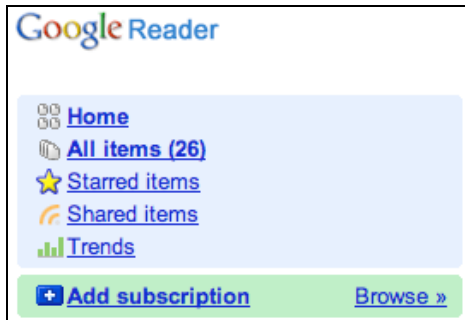 Google Reader
Home
All items (26)
Starred items
Shared items
Trends
Add subscription Browse »